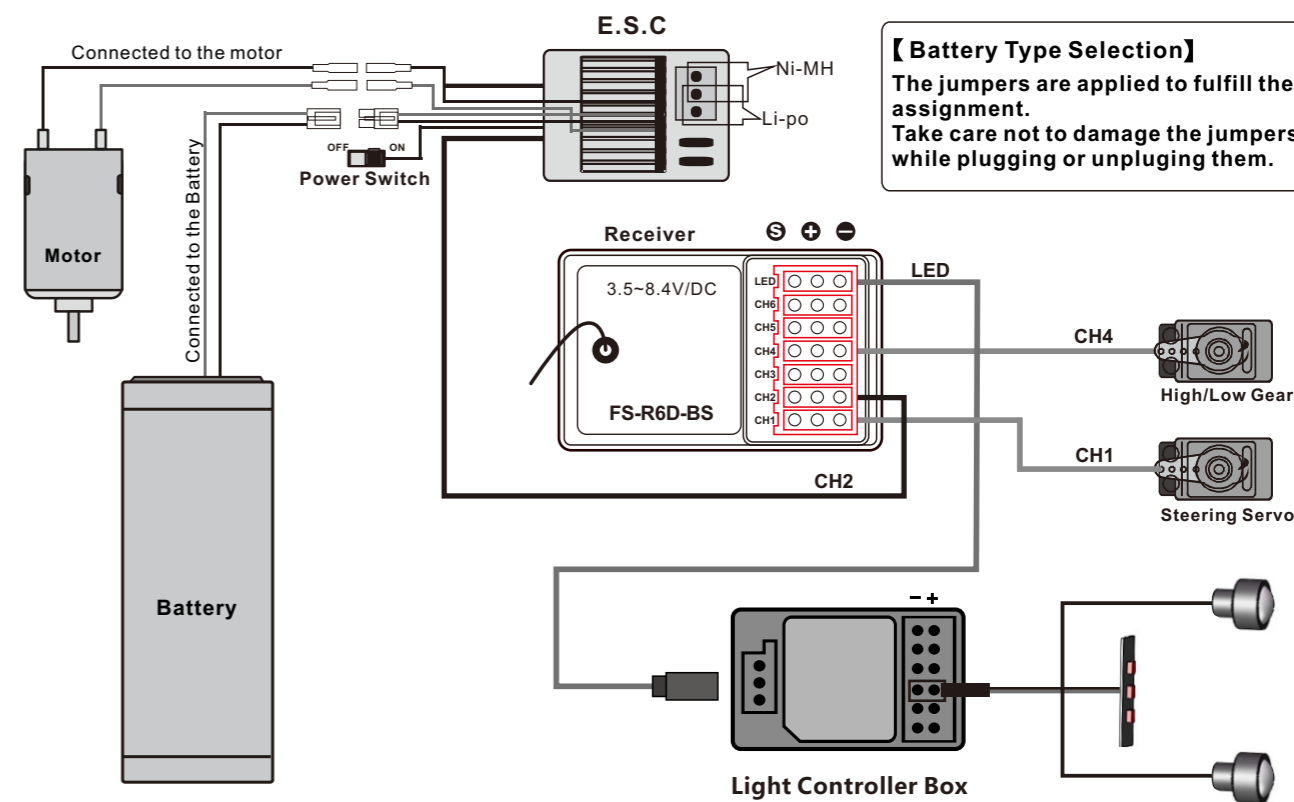 E.S.C
Connected to the motor
Ni-MH
Li-po
OFF
ON
Power Switch
【Battery Type Selection】
The jumpers are applied to fulfill the
assignment.
Take care not to damage the jumpers
while plugging or unpluging them.
Motor
Connected to the Battery
Battery
Receiver
S + −
3.5~8.4V/DC
FS-R6D-BS
LED
CH6
CH5
CH4
CH3
CH2
CH1
LED
CH4
High/Low Gear
CH1
Steering Servo
CH2
− +
Light Controller Box